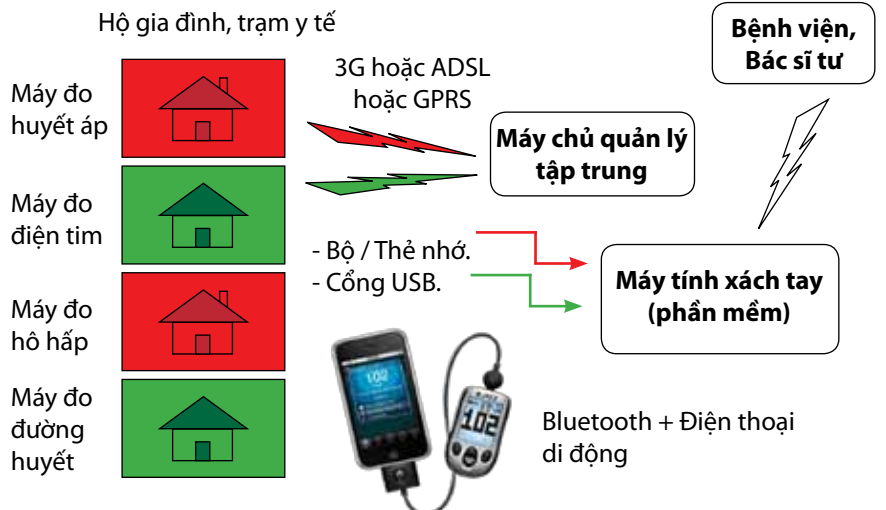 Hộ gia đình, trạm y tế
Máy đo
huyết áp
Máy đo
điện tim
Máy đo
hô hấp
Máy đo
đường
huyết
3G hoặc ADSL
hoặc GPRS
Máy chủ quản lý
tập trung
Bệnh viện,
Bác sĩ tư
- Bộ / Thẻ nhớ.
- Cổng USB.
Máy tính xách tay
(phần mềm)
102
102
Bluetooth + Điện thoại
di động